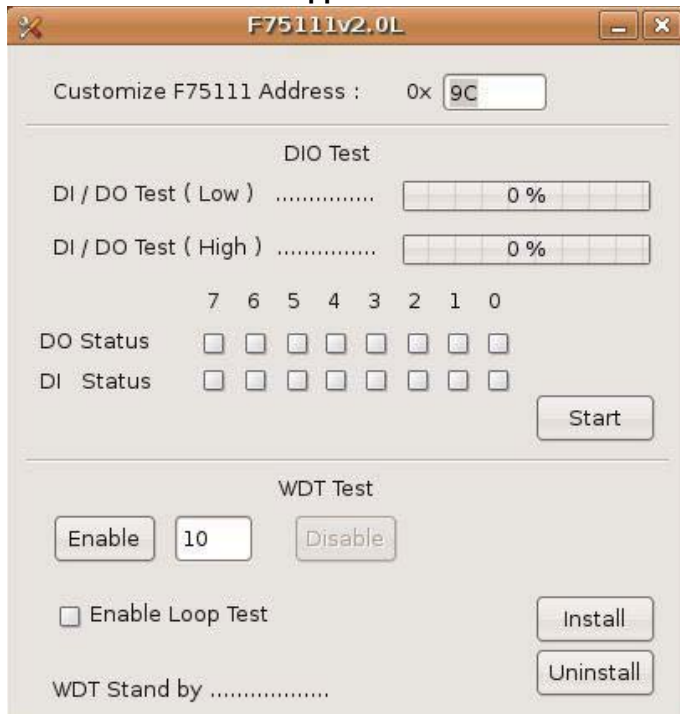 F75111v2.0L
Customize F75111 Address : 0x 9C
DIO Test
DI / DO Test ( Low ) ............... 0 %
DI / DO Test ( High ) ............... 0 %
7 6 5 4 3 2 1 0
DO Status
DI Status
Start
WDT Test
Enable 10 Disable
Enable Loop Test
Install
Uninstall
WDT Stand by ..................